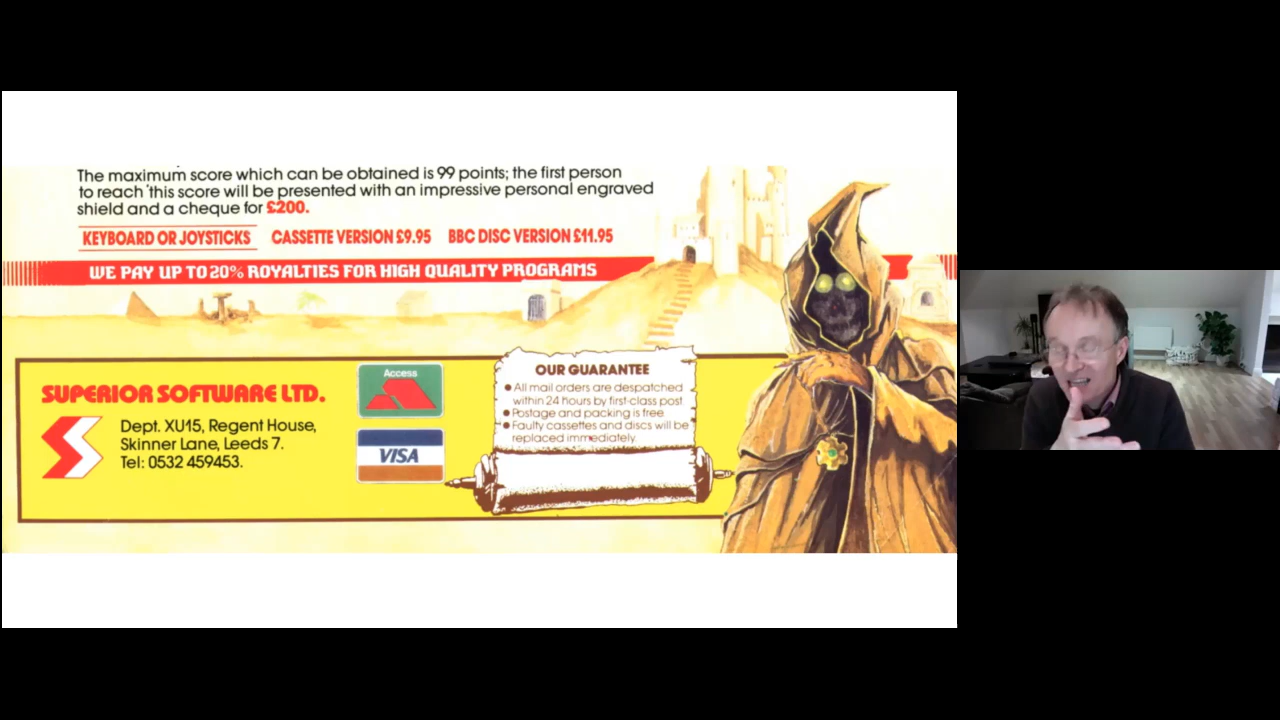 The maximum score which can be obtained is 99 points; the first person
to reach this score will be presented with an impressive personal engraved
shield and a cheque for £200.
KEYBOARD OR JOYSTICKS CASSETTE VERSION £9.95 BBC DISC VERSION £11.95
WE PAY UP TO 20% ROYALTIES FOR HIGH QUALITY PROGRAMS
SUPERIOR SOFTWARE LTD.
Dept. XU15, Regent House,
Skinner Lane, Leeds 7.
Tel: 0532 459453.
Access
VISA
OUR GUARANTEE
● All mail orders are despatched
within 24 hours by first-class post.
● Postage and packing is free.
● Faulty cassettes and discs will be
replaced immediately.